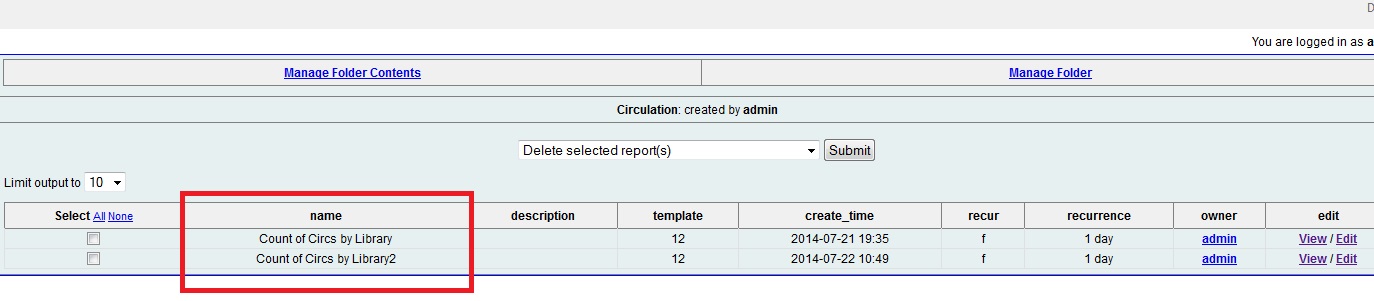 D
You are logged in as a
Manage Folder Contents Manage Folder
Circulation: created by admin
Delete selected report(s) Submit
Limit output to 10
Select All None name description template create_time recur recurrence owner edit
Count of Circs by Library 12 2014-07-21 19:35 f 1 day admin View / Edit
Count of Circs by Library2 12 2014-07-22 10:49 f 1 day admin View / Edit